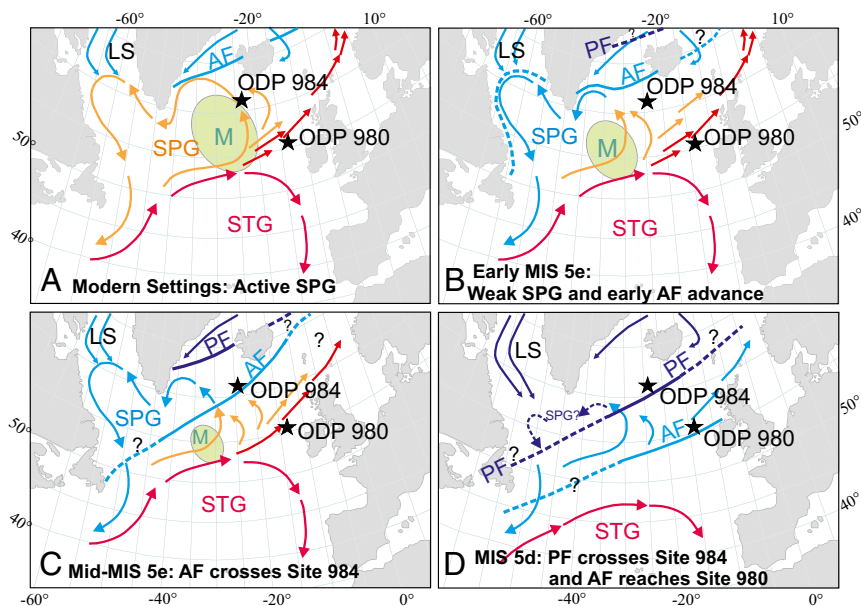 -60° -20° 10°
-60° -20° 10°
LS
AF
ODP 984
M
SPG
ODP 980
50°
STG
40°
A Modern Settings: Active SPG
LS
PF
?
?
AF
ODP 984
SPG
M
ODP 980
50°
STG
40°
B Early MIS 5e:
Weak SPG and early AF advance
LS
PF
?
?
AF
ODP 984
SPG
?
M
ODP 980
50°
STG
40°
C Mid-MIS 5e: AF crosses Site 984
LS
PF
?
ODP 984
SPG?
AF
ODP 980
?
PF
?
50°
STG
40°
D MIS 5d: PF crosses Site 984
and AF reaches Site 980
-60° -40° -20° -40° -20° 0°